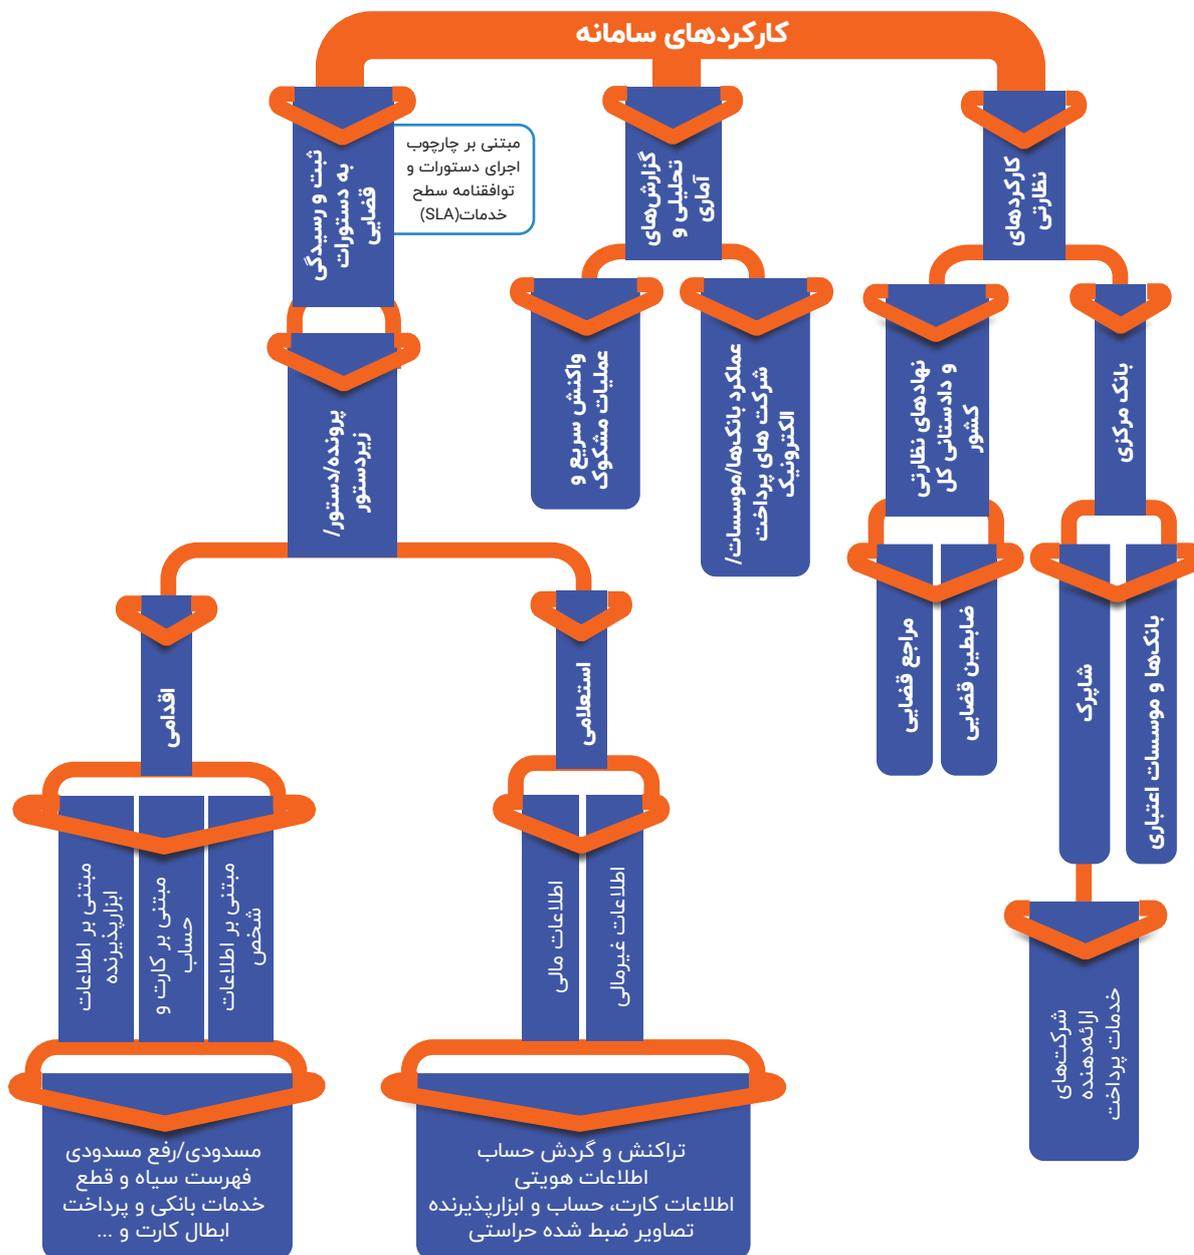 کارکردهای سامانه
کارکردهای
نظارتی
گزارش‌های
تحلیلی و
آماری
ثبت و رسیدگی
به دستورات
قضایی
مبتنی بر چارچوب
اجرای دستورات و
توافقنامه سطح
خدمات(SLA)
بانک مرکزی
نهادهای نظارتی
و دادستانی کل
کشور
عملکرد بانک‌ها/موسسات/
شرکت های پرداخت
الکترونیک
واکنش سریع و
عملیات مشکوک
پرونده/دستور/
زیردستور
بانک‌ها و موسسات اعتباری
شاپرک
ضابطین قضایی
مراجع قضایی
استعلامی
اقدامی
شرکت‌های
ارائه‌دهنده
خدمات پرداخت
اطلاعات غیرمالی
اطلاعات مالی
مبتنی بر اطلاعات
شخص
مبتنی بر کارت و
حساب
مبتنی بر اطلاعات
ابزارپذیرنده
تراکنش و گردش حساب
اطلاعات هویتی
اطلاعات کارت، حساب و ابزارپذیرنده
تصاویر ضبط شده حراستی
مسدودی/رفع مسدودی
فهرست سیاه و قطع
خدمات بانکی و پرداخت
ابطال کارت و ...